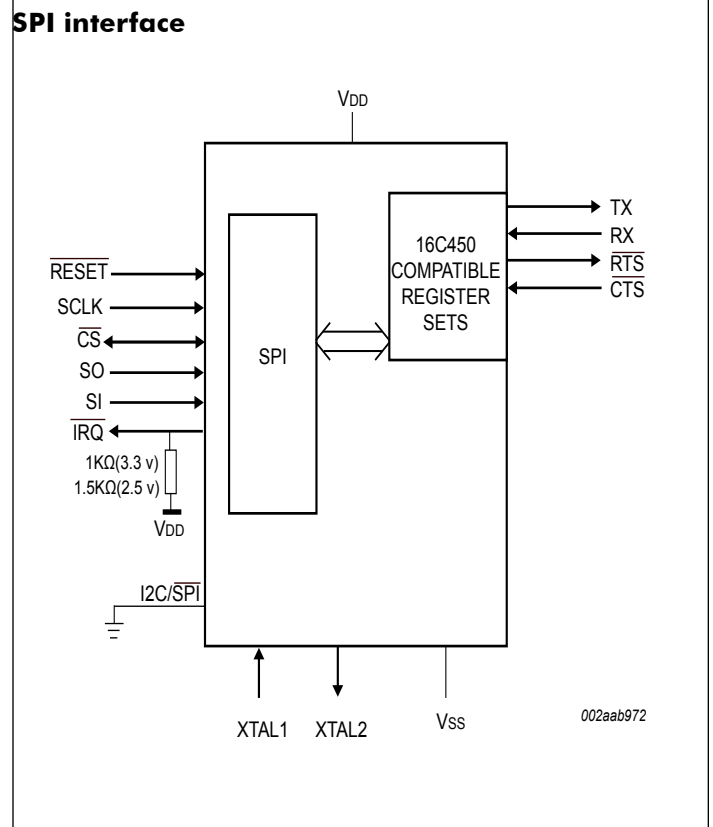 SPI interface
VDD
RESET
SCLK
CS
SO
SI
IRQ
1KΩ(3.3 v)
1.5KΩ(2.5 v)
VDD
I2C/SPI
SPI
16C450
COMPATIBLE
REGISTER
SETS
TX
RX
RTS
CTS
XTAL1
XTAL2
VSS
002aab972